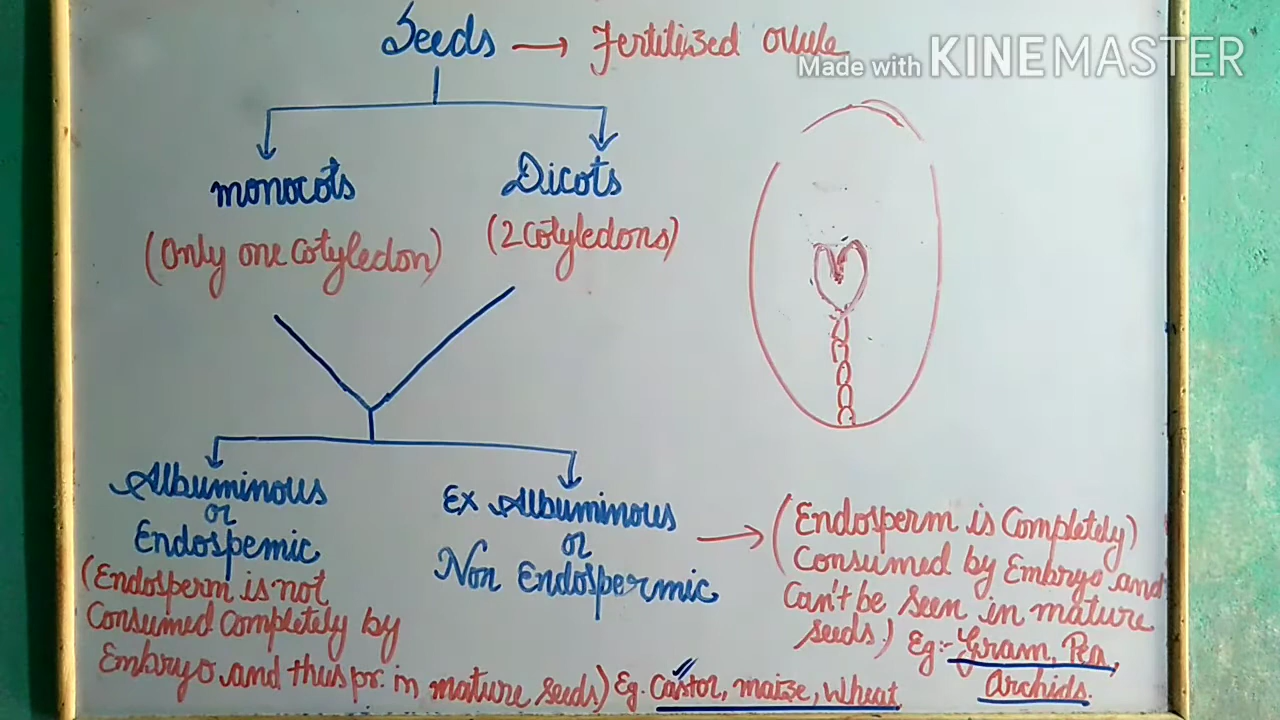 Seeds → Fertilized ovule
Made with KINEMASTER
monocots
Dicots
(Only one Cotyledon)
(2 Cotyledons)
Albuminous
or
Endospemic
(Endosperm is not
Consumed Completely by
Embryo and thus pr. in mature seeds) Eg. Castor, maize, Wheat
Ex Albuminous
or
Non Endospermic
→ (Endosperm is Completely)
Consumed by Embryo and
Can't be seen in mature
seeds) Eg:- Gram, Pea,
Archids.